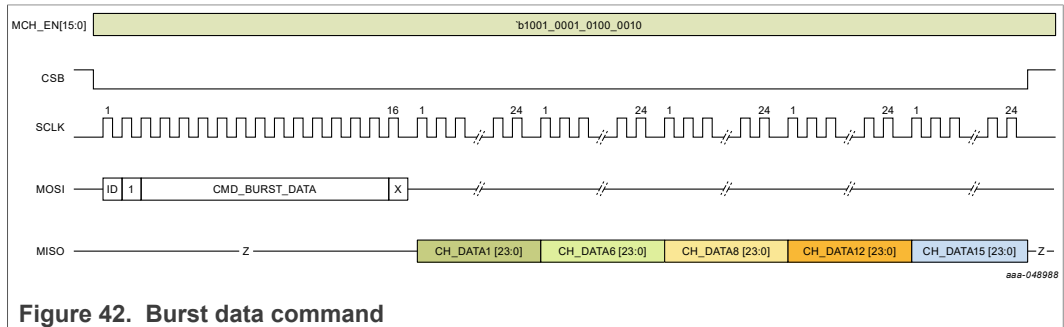 MCH_EN[15:0] `b1001_0001_0100_0010
CSB
1 16 1 24 1 24 1 24 1 24 1 24
SCLK
MOSI ID 1 CMD_BURST_DATA X
MISO Z CH_DATA1 [23:0] CH_DATA6 [23:0] CH_DATA8 [23:0] CH_DATA12 [23:0] CH_DATA15 [23:0] Z
aaa-048988
Figure 42. Burst data command